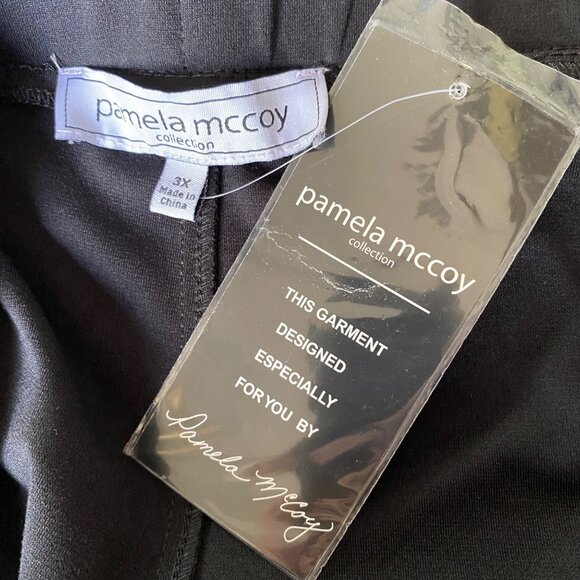 pamela mccoy
collection
3X
Made in
China
pamela mccoy
collection
THIS GARMENT
DESIGNED
ESPECIALLY
FOR YOU BY
Pamela McCoy